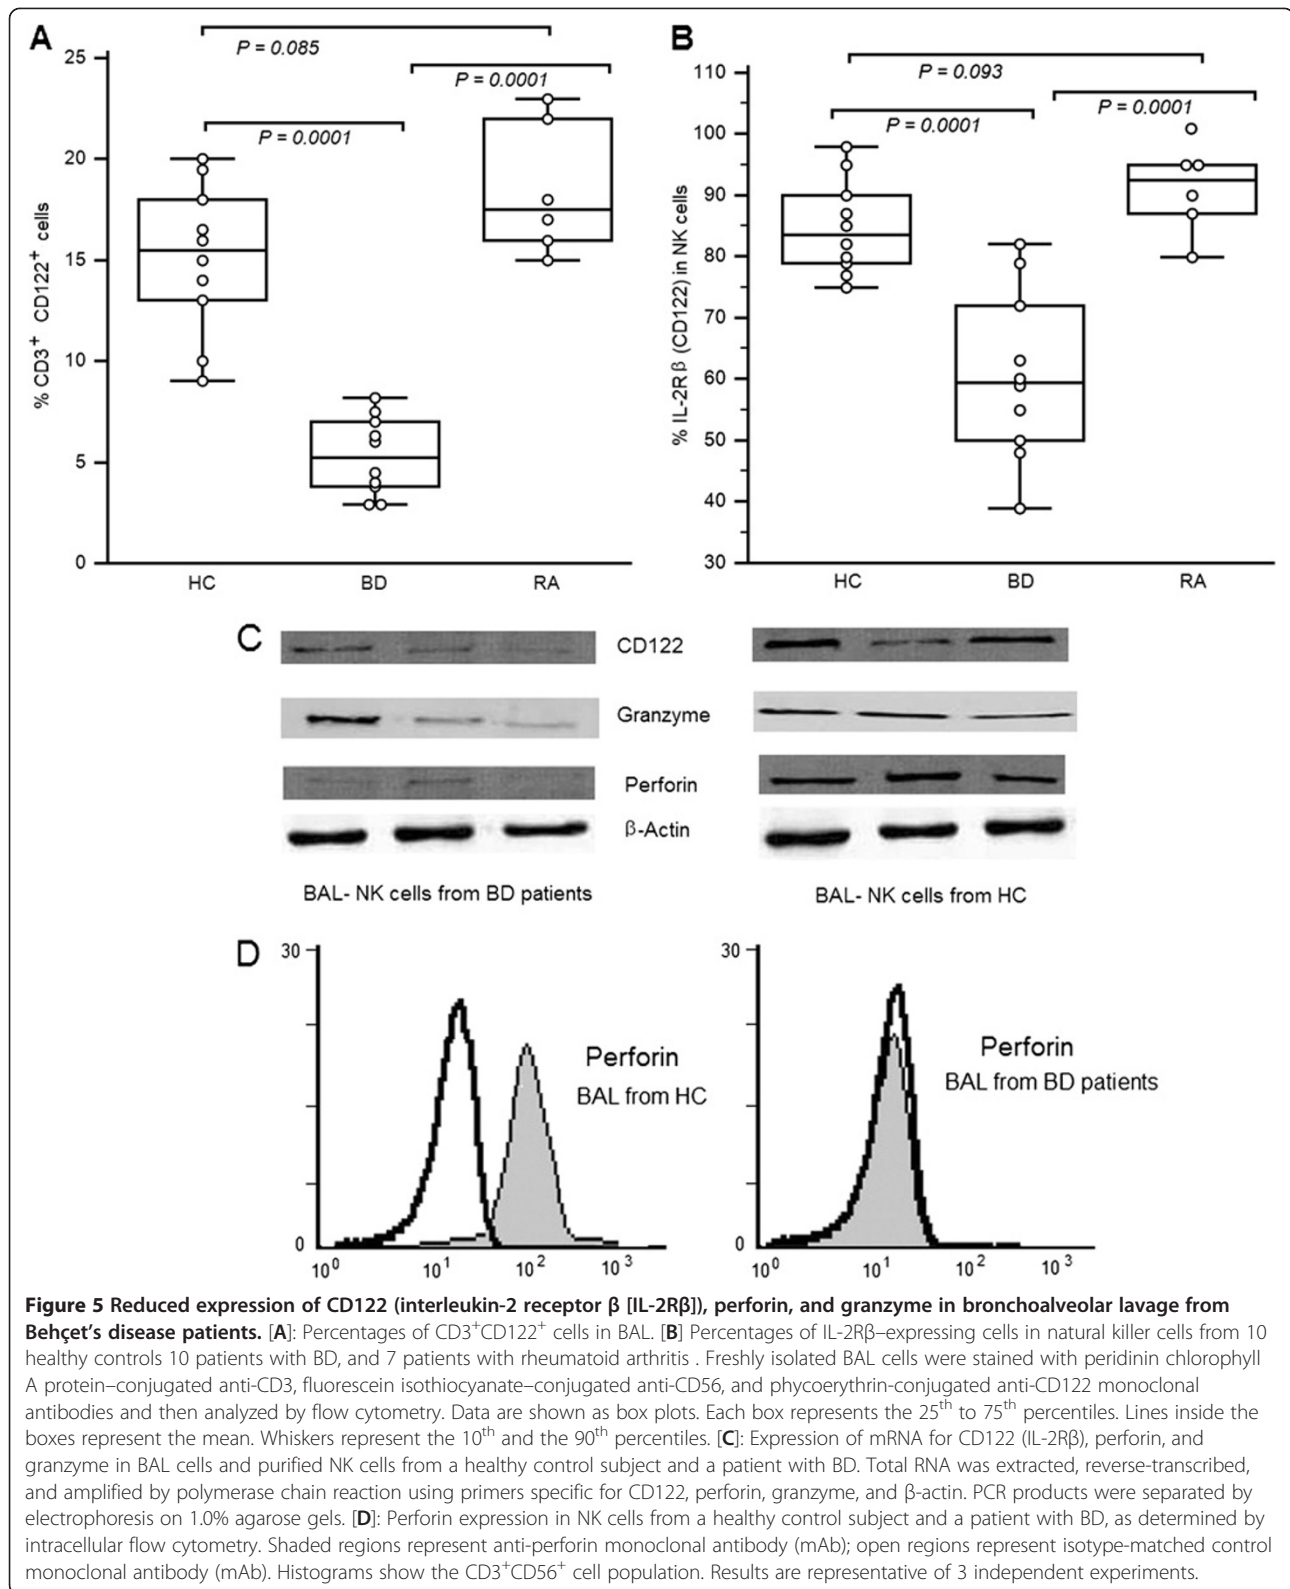 A
P = 0.085
P = 0.0001
P = 0.0001
25
20
15
10
5
0
% CD3+ CD122+ cells
HC BD RA
B
P = 0.093
P = 0.0001
P = 0.0001
110
100
90
80
70
60
50
40
30
% IL-2Rβ (CD122) in NK cells
HC BD RA
C
CD122
Granzyme
Perforin
β-Actin
BAL- NK cells from BD patients
BAL- NK cells from HC
D
30
0
Perforin
BAL from HC
10^0 10^1 10^2 10^3
30
0
Perforin
BAL from BD patients
10^0 10^1 10^2 10^3
Figure 5 Reduced expression of CD122 (interleukin-2 receptor β [IL-2Rβ]), perforin, and granzyme in bronchoalveolar lavage from
Behçet's disease patients. [A]: Percentages of CD3+CD122+ cells in BAL. [B] Percentages of IL-2Rβ–expressing cells in natural killer cells from 10
healthy controls 10 patients with BD, and 7 patients with rheumatoid arthritis . Freshly isolated BAL cells were stained with peridinin chlorophyll
A protein–conjugated anti-CD3, fluorescein isothiocyanate–conjugated anti-CD56, and phycoerythrin-conjugated anti-CD122 monoclonal
antibodies and then analyzed by flow cytometry. Data are shown as box plots. Each box represents the 25th to 75th percentiles. Lines inside the
boxes represent the mean. Whiskers represent the 10th and the 90th percentiles. [C]: Expression of mRNA for CD122 (IL-2Rβ), perforin, and
granzyme in BAL cells and purified NK cells from a healthy control subject and a patient with BD. Total RNA was extracted, reverse-transcribed,
and amplified by polymerase chain reaction using primers specific for CD122, perforin, granzyme, and β-actin. PCR products were separated by
electrophoresis on 1.0% agarose gels. [D]: Perforin expression in NK cells from a healthy control subject and a patient with BD, as determined by
intracellular flow cytometry. Shaded regions represent anti-perforin monoclonal antibody (mAb); open regions represent isotype-matched control
monoclonal antibody (mAb). Histograms show the CD3+CD56+ cell population. Results are representative of 3 independent experiments.